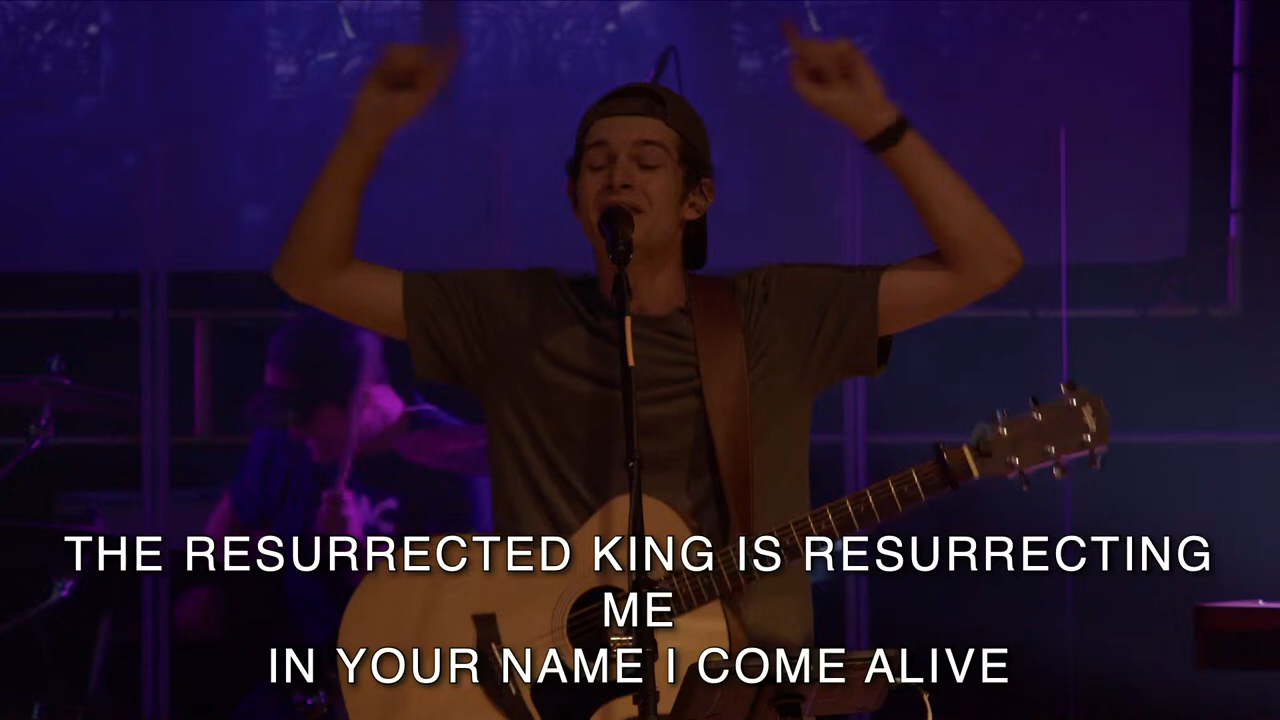 THE RESURRECTED KING IS RESURRECTING
ME
IN YOUR NAME I COME ALIVE